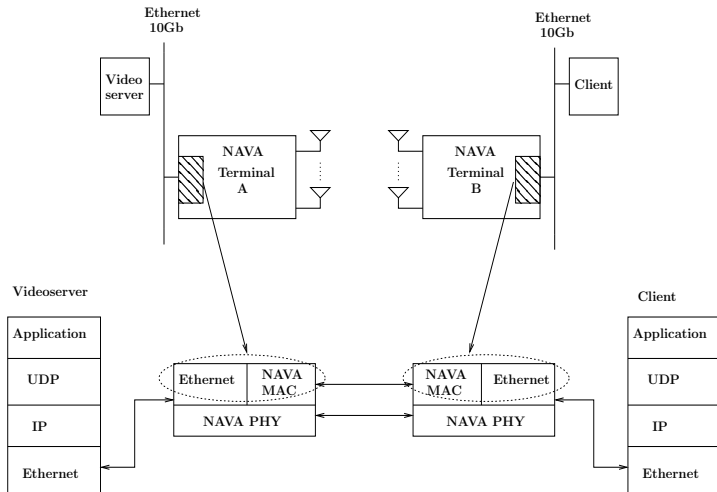 Ethernet
10Gb
Ethernet
10Gb
Video
server
Client
NAVA
Terminal
A
NAVA
Terminal
B
Videoserver
Client
Application
UDP
IP
Ethernet
Ethernet
NAVA
MAC
NAVA PHY
NAVA
MAC
Ethernet
NAVA PHY
Application
UDP
IP
Ethernet